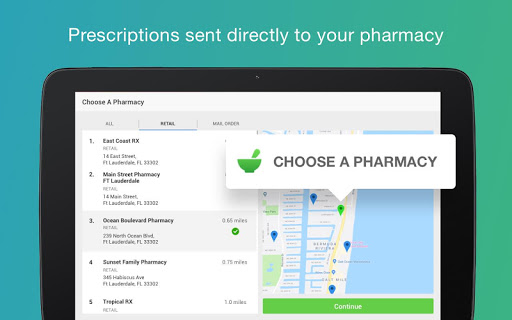 Prescriptions sent directly to your pharmacy
Choose A Pharmacy
ALL RETAIL MAIL ORDER
1. East Coast RX
RETAIL
14 East Street,
Ft Lauderdale, FL 33302
2. Main Street Pharmacy
FT Lauderdale
RETAIL
14 Main Street,
Ft Lauderdale, FL 33302
3. Ocean Boulevard Pharmacy 0.65 miles
RETAIL
239 North Ocean Blvd,
Ft Lauderdale, FL 33302
4 Sunset Family Pharmacy 0.75 miles
RETAIL
345 Habiscus Ave
Ft Lauderdale, FL 33302
5 Tropical RX 1.0 miles
RETAIL
CHOOSE A PHARMACY
BERMUDA
RIVIERA
Continue